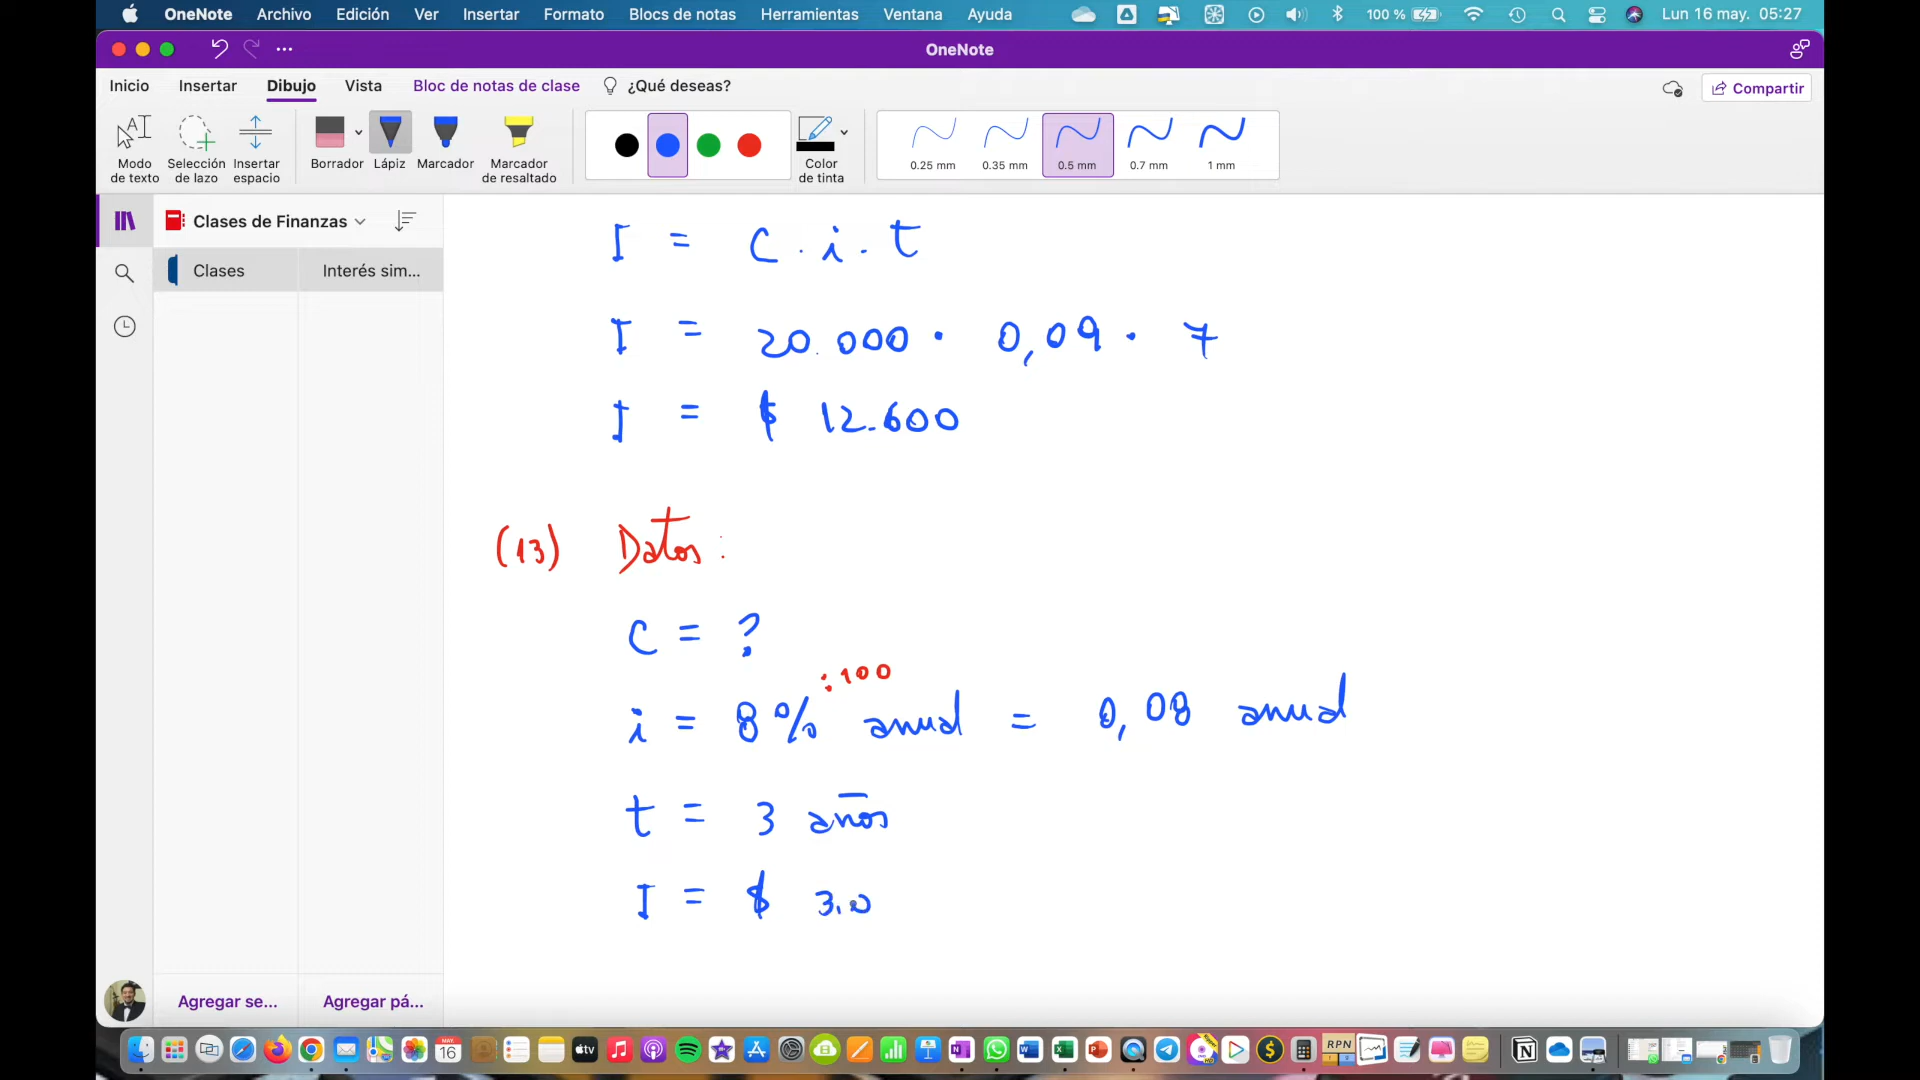 OneNote Archivo Edición Ver Insertar Formato Blocs de notas Herramientas Ventana Ayuda 100 % Lun 16 may. 05:27
OneNote
Inicio Insertar Dibujo Vista Bloc de notas de clase ¿Qué deseas? Compartir
Modo de texto
Selección de lazo
Insertar espacio
Borrador
Lápiz
Marcador
Marcador de resaltado
Color de tinta
0.25 mm 0.35 mm 0.5 mm 0.7 mm 1 mm
Clases de Finanzas
Clases Interés sim...
I = C . i . t
I = 20.000 . 0,09 . 7
I = $ 12.600
(13) Datos :
C = ?
:100
i = 8% anual = 0,08 anual
t = 3 años
I = $ 3.0
Agregar se... Agregar pá...
MAY. 16
tv
RPN